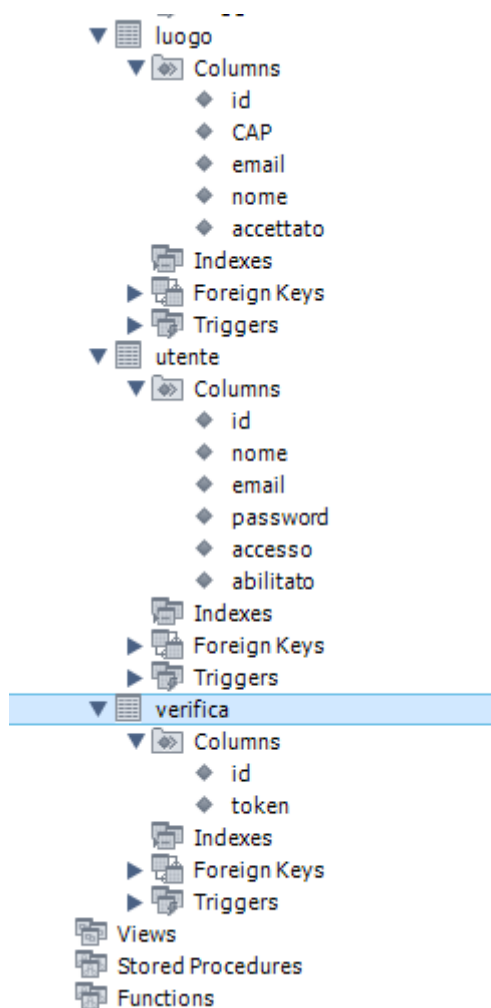 luogo
Columns
id
CAP
email
nome
accettato
Indexes
Foreign Keys
Triggers
utente
Columns
id
nome
email
password
accesso
abilitato
Indexes
Foreign Keys
Triggers
verifica
Columns
id
token
Indexes
Foreign Keys
Triggers
Views
Stored Procedures
Functions